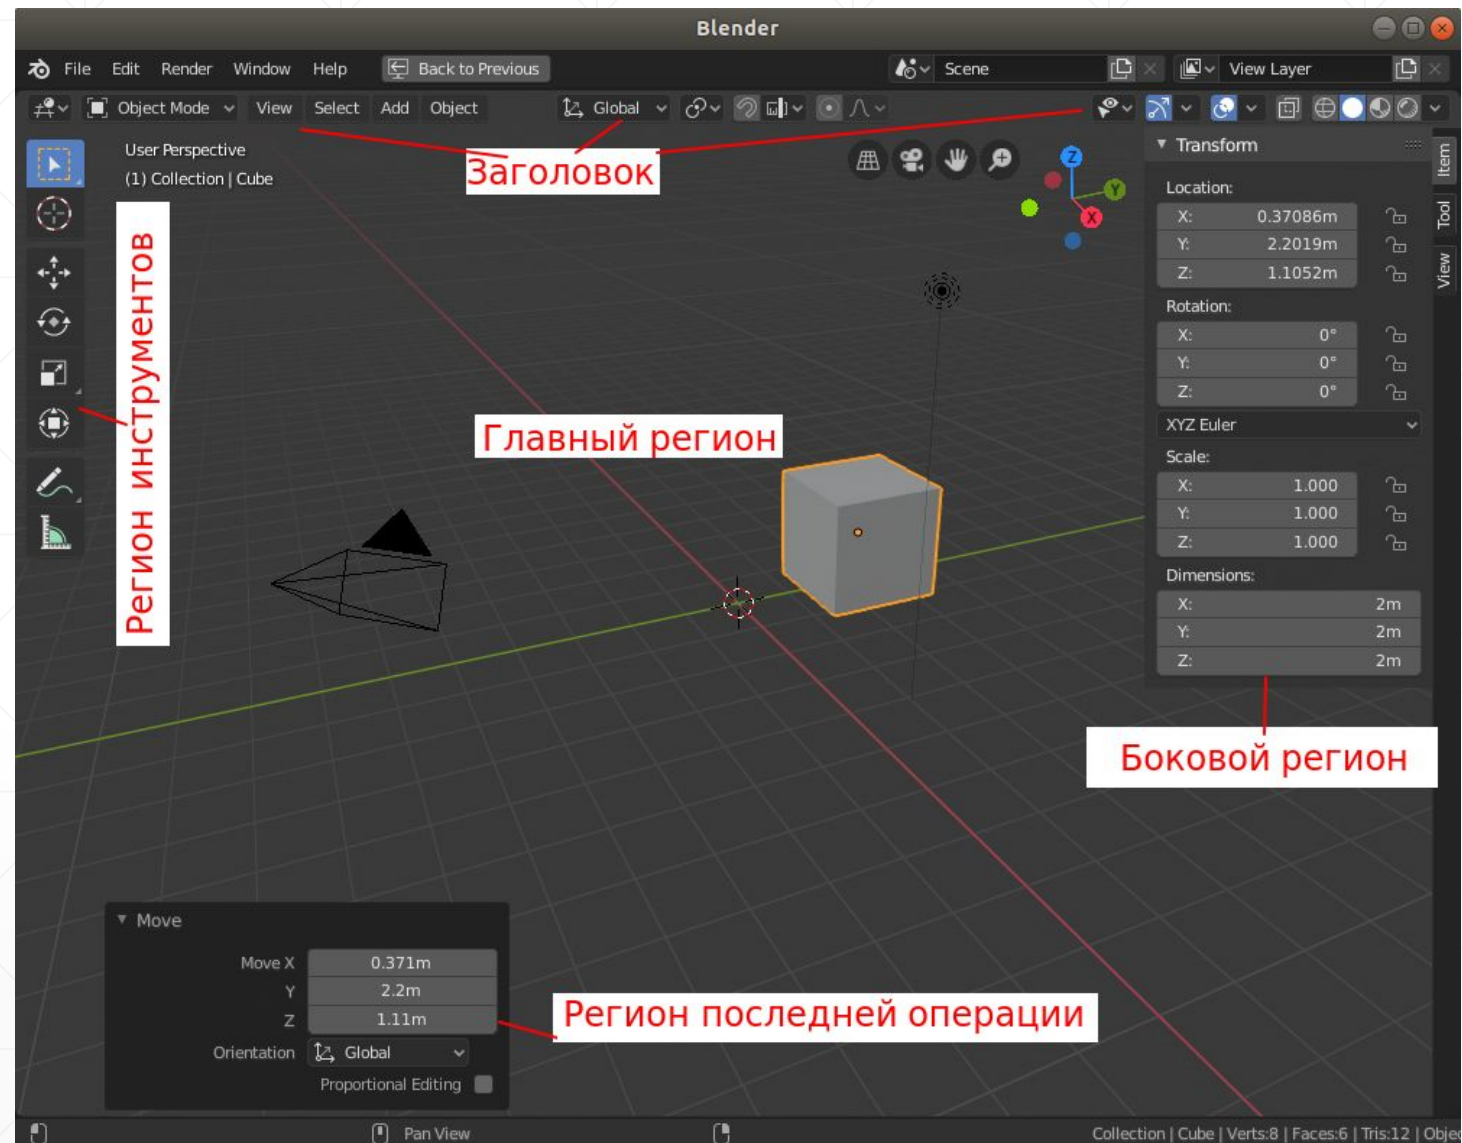 Blender
File Edit Render Window Help Back to Previous Scene View Layer
Object Mode View Select Add Object Global
User Perspective
(1) Collection | Cube
Заголовок
Регион инструментов
Главный регион
Z
Y
X
Transform
Location:
X: 0.37086m
Y: 2.2019m
Z: 1.1052m
Rotation:
X: 0°
Y: 0°
Z: 0°
XYZ Euler
Scale:
X: 1.000
Y: 1.000
Z: 1.000
Dimensions:
X: 2m
Y: 2m
Z: 2m
Item
Tool
View
Боковой регион
Move
Move X 0.371m
Y 2.2m
Z 1.11m
Orientation Global
Proportional Editing
Регион последней операции
Pan View
Collection | Cube | Verts:8 | Faces:6 | Tris:12 | Obje